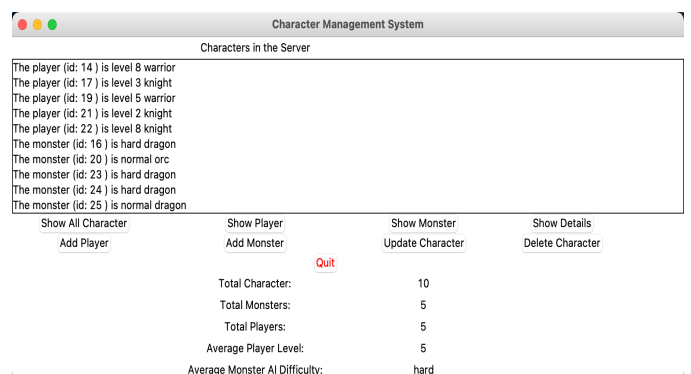 Character Management System
Characters in the Server
The player (id: 14 ) is level 8 warrior
The player (id: 17 ) is level 3 knight
The player (id: 19 ) is level 5 warrior
The player (id: 21 ) is level 2 knight
The player (id: 22 ) is level 8 knight
The monster (id: 16 ) is hard dragon
The monster (id: 20 ) is normal orc
The monster (id: 23 ) is hard dragon
The monster (id: 24 ) is hard dragon
The monster (id: 25 ) is normal dragon
Show All Character Show Player Show Monster Show Details
Add Player Add Monster Update Character Delete Character
Quit
Total Character: 10
Total Monsters: 5
Total Players: 5
Average Player Level: 5
Average Monster AI Difficulty: hard